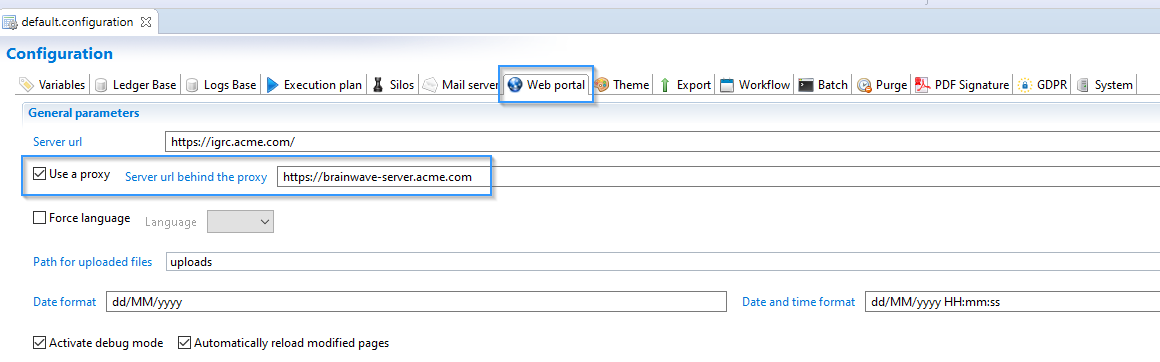 default.configuration
Configuration
Variables Ledger Base Logs Base Execution plan Silos Mail server Web portal Theme Export Workflow Batch Purge PDF Signature GDPR System
General parameters
Server url https://igrc.acme.com/
Use a proxy Server url behind the proxy https://brainwave-server.acme.com
Force language Language
Path for uploaded files uploads
Date format dd/MM/yyyy Date and time format dd/MM/yyyy HH:mm:ss
Activate debug mode Automatically reload modified pages